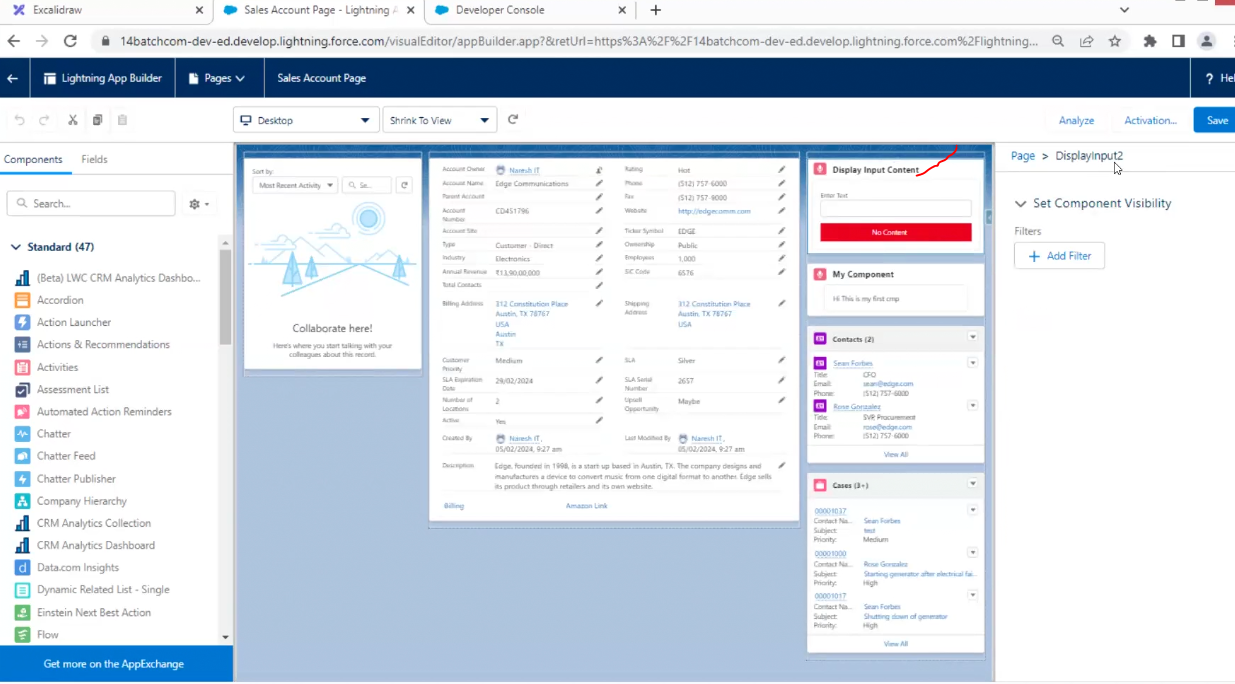 Excalidraw
Sales Account Page - Lightning A
Developer Console
14batchcom-dev-ed.develop.lightning.force.com/visualEditor/appBuilder.app?&retUrl=https%3A%2F%2F14batchcom-dev-ed.develop.lightning.force.com%2Flightning...
Lightning App Builder
Pages
Sales Account Page
? Hel
Desktop
Shrink To View
Analyze
Activation...
Save
Components
Fields
Search...
Standard (47)
(Beta) LWC CRM Analytics Dashbo...
Accordion
Action Launcher
Actions & Recommendations
Activities
Assessment List
Automated Action Reminders
Chatter
Chatter Feed
Chatter Publisher
Company Hierarchy
CRM Analytics Collection
CRM Analytics Dashboard
Data.com Insights
Dynamic Related List - Single
Einstein Next Best Action
Flow
Get more on the AppExchange
Sort by:
Most Recent Activity
Se...
Collaborate here!
Here's where you start talking with your
colleagues about this record.
Account Owner Naresh IT Rating Hot
Account Name Edge Communications Phone (512) 757-6000
Parent Account Fax (512) 757-9000
Account Number CD451796 Website http://edgecomm.com
Account Site Ticker Symbol EDGE
Type Customer - Direct Ownership Public
Industry Electronics Employees 1,000
Annual Revenue ₹13,90,00,000 SIC Code 6576
Total Contacts
Billing Address 312 Constitution Place Shipping Address 312 Constitution Place
Austin, TX 78767 Austin, TX 78767
USA USA
Austin
TX
Customer Priority Medium SLA Silver
SLA Expiration Date 29/02/2024 SLA Serial Number 2657
Number of Locations 2 Upsell Opportunity Maybe
Active Yes
Created By Naresh IT, Last Modified By Naresh IT,
05/02/2024, 9:27 am 05/02/2024, 9:27 am
Description Edge, founded in 1998, is a start-up based in Austin, TX. The company designs and
manufactures a device to convert music from one digital format to another. Edge sells
its product through retailers and its own website.
Billing Amazon Link
Display Input Content
Enter Text
No Content
My Component
Hi This is my first cmp
Contacts (2)
Sean Forbes
Title: CFO
Email: sean@edge.com
Phone: (512) 757-6000
Rose Gonzalez
Title: SVP, Procurement
Email: rose@edge.com
Phone: (512) 757-6000
View All
Cases (3+)
00001037
Contact Na... Sean Forbes
Subject: test
Priority: Medium
00001000
Contact Na... Rose Gonzalez
Subject: Starting generator after electrical fai...
Priority: High
00001017
Contact Na... Sean Forbes
Subject: Shutting down of generator
Priority: High
View All
Page > DisplayInput2
Set Component Visibility
Filters
+ Add Filter